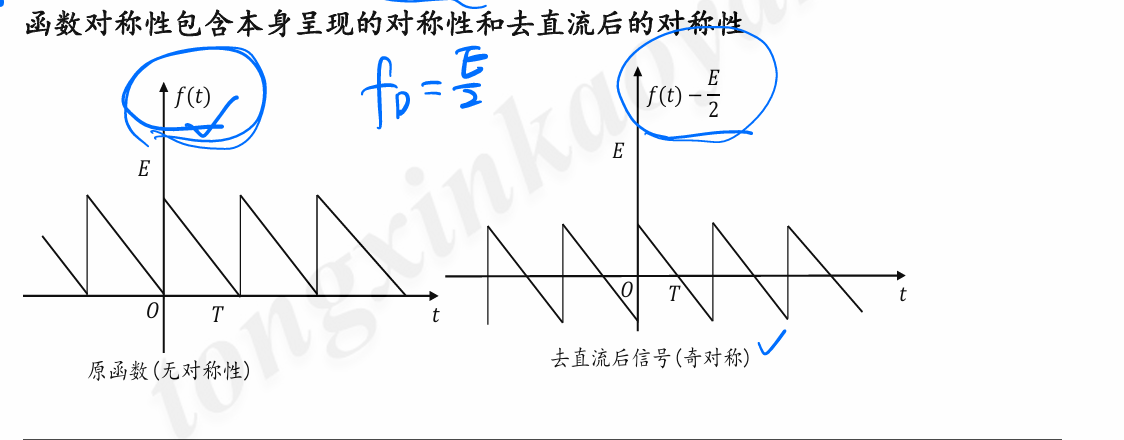 函数对称性包含本身呈现的对称性和去直流后的对称性
f(t)
f_D = E/2
f(t) − E/2
E
E
O
T
t
O
T
t
原函数(无对称性)
去直流后信号(奇对称)
tongxinkaoyan